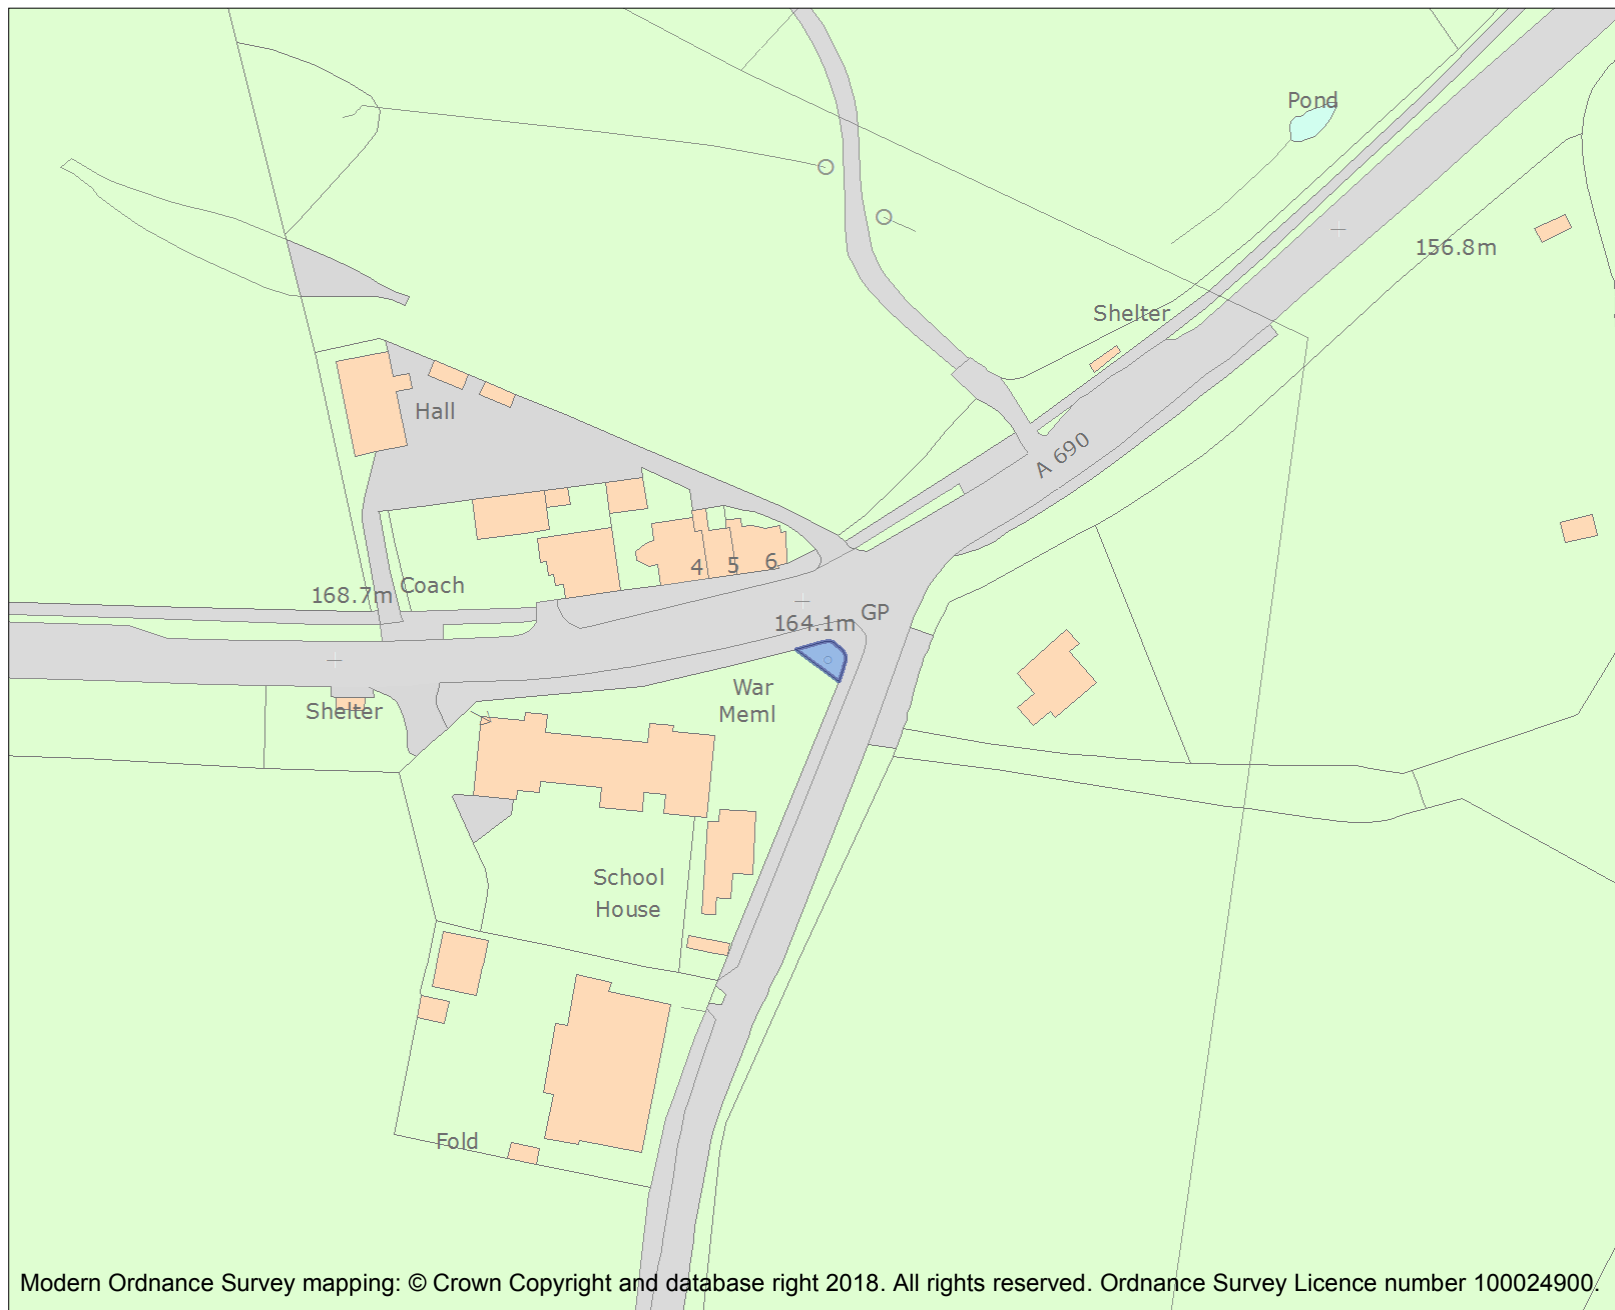 Pond
156.8m
Shelter
Hall
A 690
4
5
6
Coach
168.7m
GP
164.1m
War
Meml
Shelter
School
House
Fold
Modern Ordnance Survey mapping: © Crown Copyright and database right 2018. All rights reserved. Ordnance Survey Licence number 100024900.